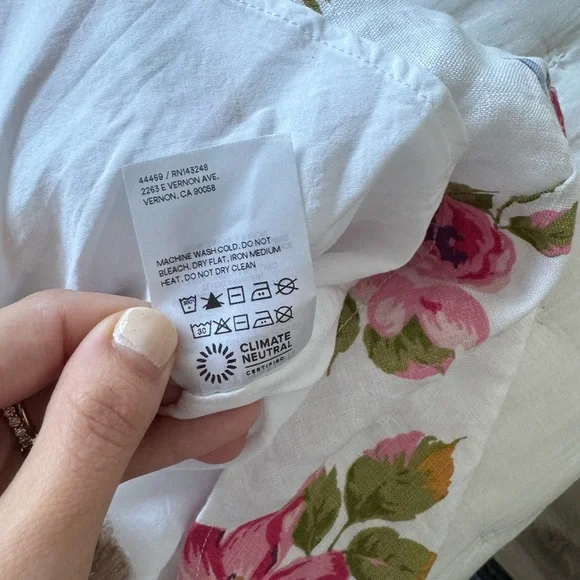 44469 / RN143248
2263 E VERNON AVE.
VERNON, CA 90058
MACHINE WASH COLD, DO NOT
BLEACH, DRY FLAT, IRON MEDIUM
HEAT, DO NOT DRY CLEAN
30
CLIMATE
NEUTRAL
CERTIFIED